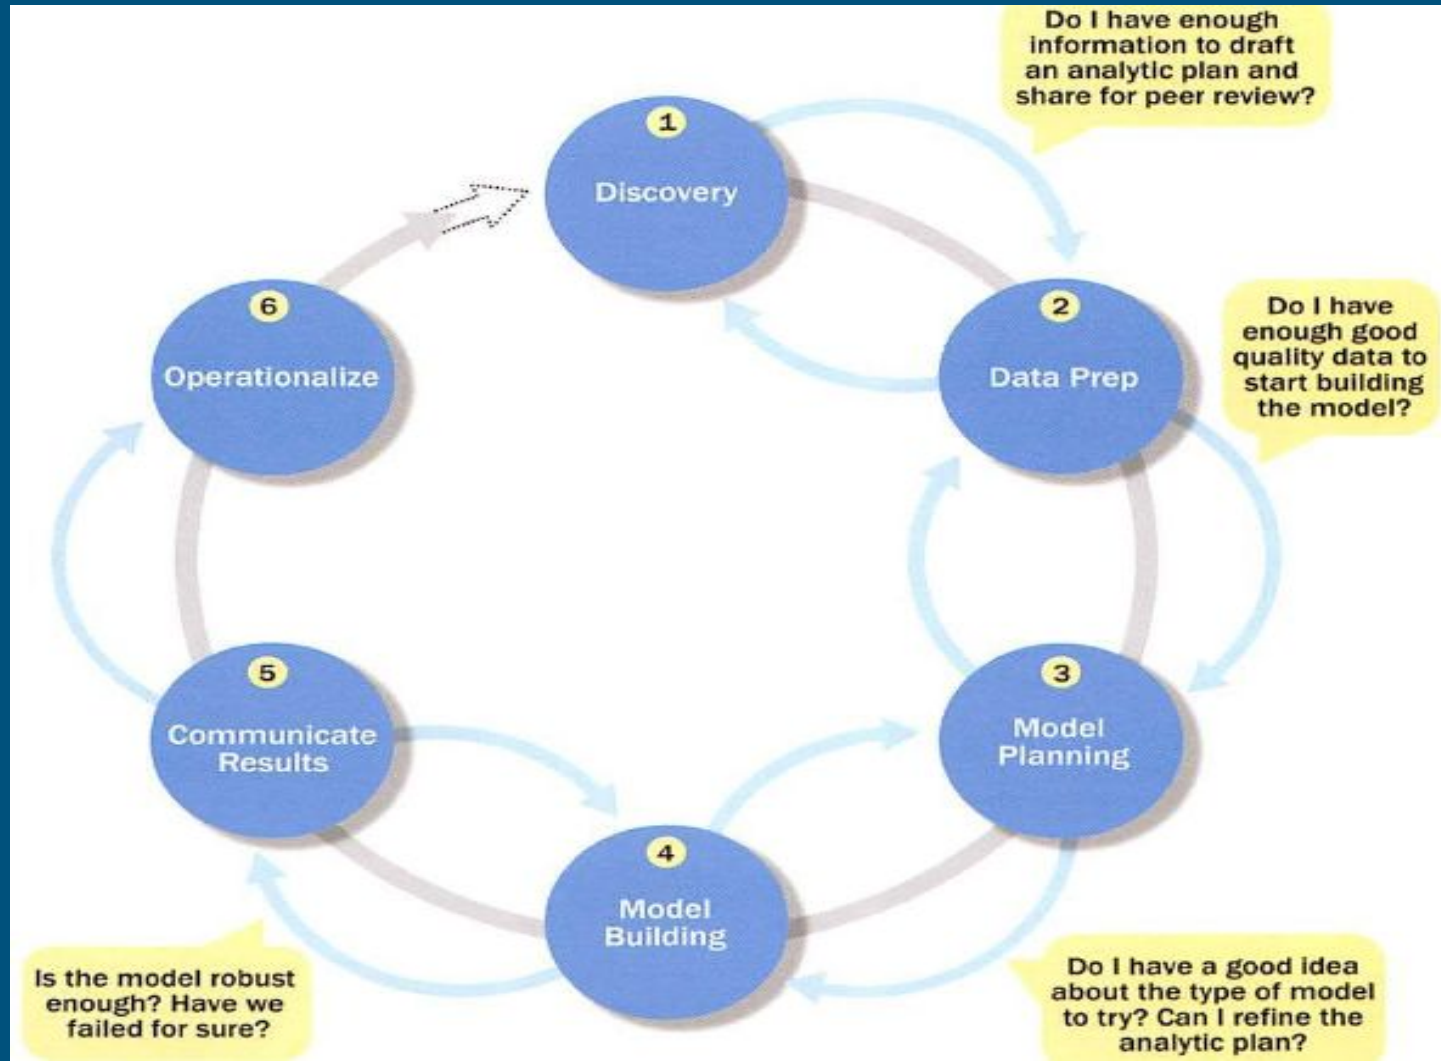 Do I have enough
information to draft
an analytic plan and
share for peer review?
1
Discovery
2
Data Prep
Do I have
enough good
quality data to
start building
the model?
3
Model
Planning
Do I have a good idea
about the type of model
to try? Can I refine the
analytic plan?
4
Model
Building
Is the model robust
enough? Have we
failed for sure?
5
Communicate
Results
6
Operationalize